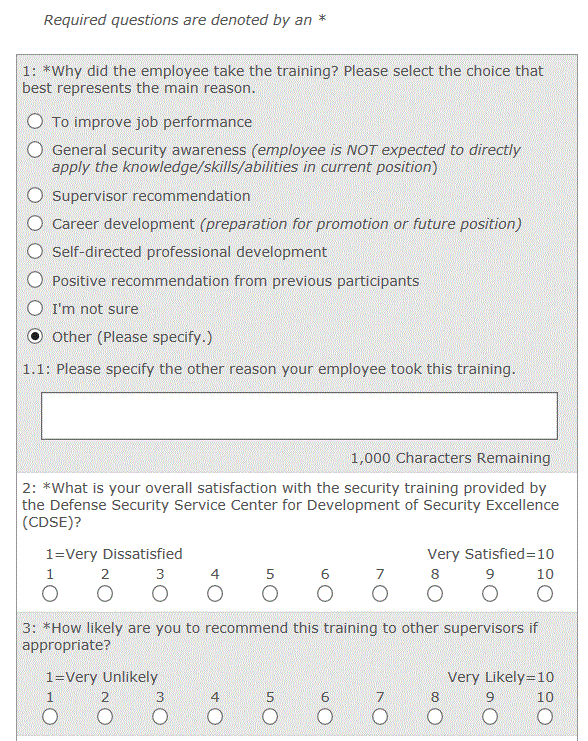 Required questions are denoted by an *
1: *Why did the employee take the training? Please select the choice that
best represents the main reason.
To improve job performance
General security awareness (employee is NOT expected to directly
apply the knowledge/skills/abilities in current position)
Supervisor recommendation
Career development (preparation for promotion or future position)
Self-directed professional development
Positive recommendation from previous participants
I'm not sure
Other (Please specify.)
1.1: Please specify the other reason your employee took this training.
1,000 Characters Remaining
2: *What is your overall satisfaction with the security training provided by
the Defense Security Service Center for Development of Security Excellence
(CDSE)?
1=Very Dissatisfied Very Satisfied=10
1 2 3 4 5 6 7 8 9 10
3: *How likely are you to recommend this training to other supervisors if
appropriate?
1=Very Unlikely Very Likely=10
1 2 3 4 5 6 7 8 9 10